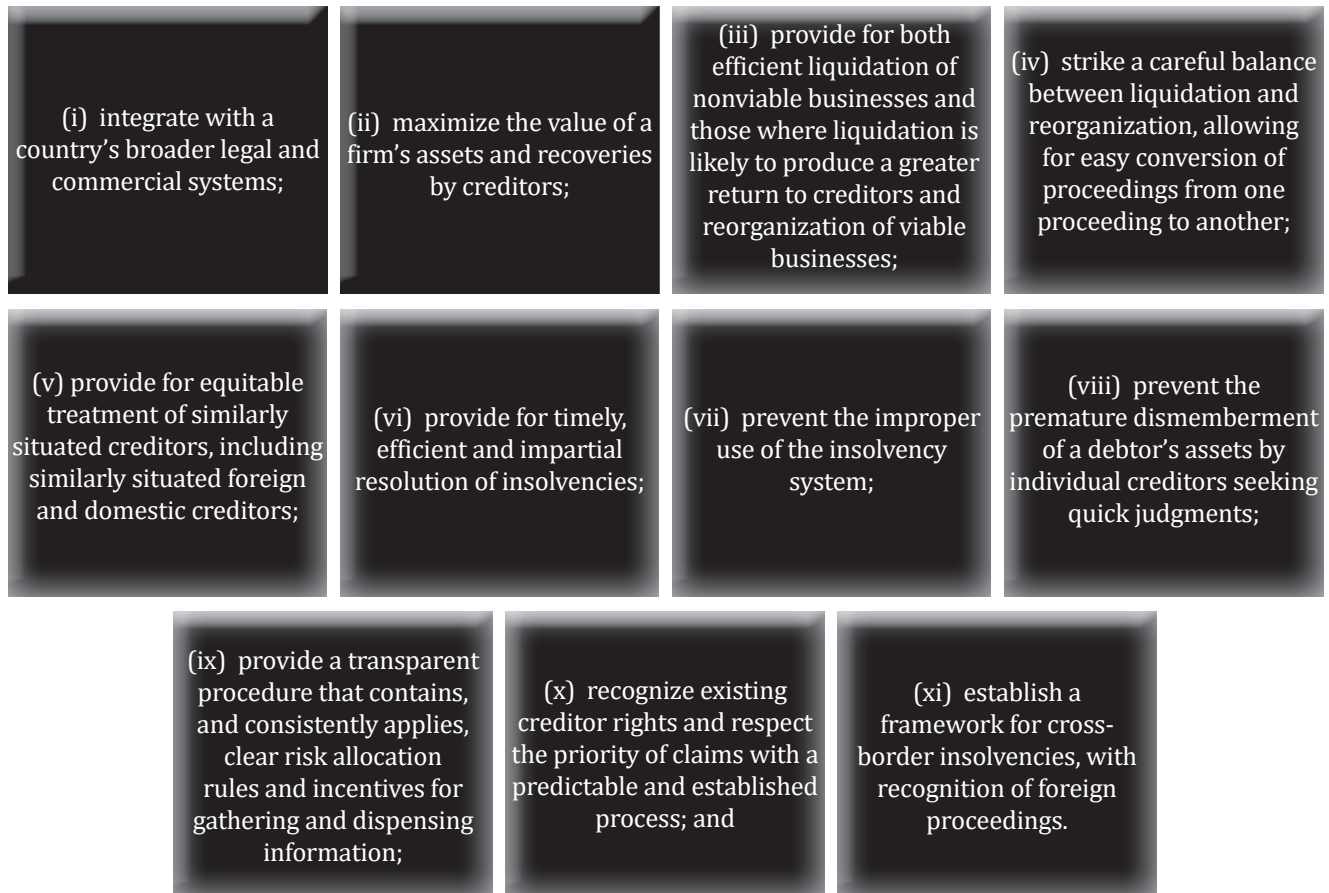 (i) integrate with a
country’s broader legal and
commercial systems;
(ii) maximize the value of a
firm’s assets and recoveries
by creditors;
(iii) provide for both
efficient liquidation of
nonviable businesses and
those where liquidation is
likely to produce a greater
return to creditors and
reorganization of viable
businesses;
(iv) strike a careful balance
between liquidation and
reorganization, allowing
for easy conversion of
proceedings from one
proceeding to another;
(v) provide for equitable
treatment of similarly
situated creditors, including
similarly situated foreign
and domestic creditors;
(vi) provide for timely,
efficient and impartial
resolution of insolvencies;
(vii) prevent the improper
use of the insolvency
system;
(viii) prevent the
premature dismemberment
of a debtor’s assets by
individual creditors seeking
quick judgments;
(ix) provide a transparent
procedure that contains,
and consistently applies,
clear risk allocation
rules and incentives for
gathering and dispensing
information;
(x) recognize existing
creditor rights and respect
the priority of claims with a
predictable and established
process; and
(xi) establish a
framework for cross-
border insolvencies, with
recognition of foreign
proceedings.